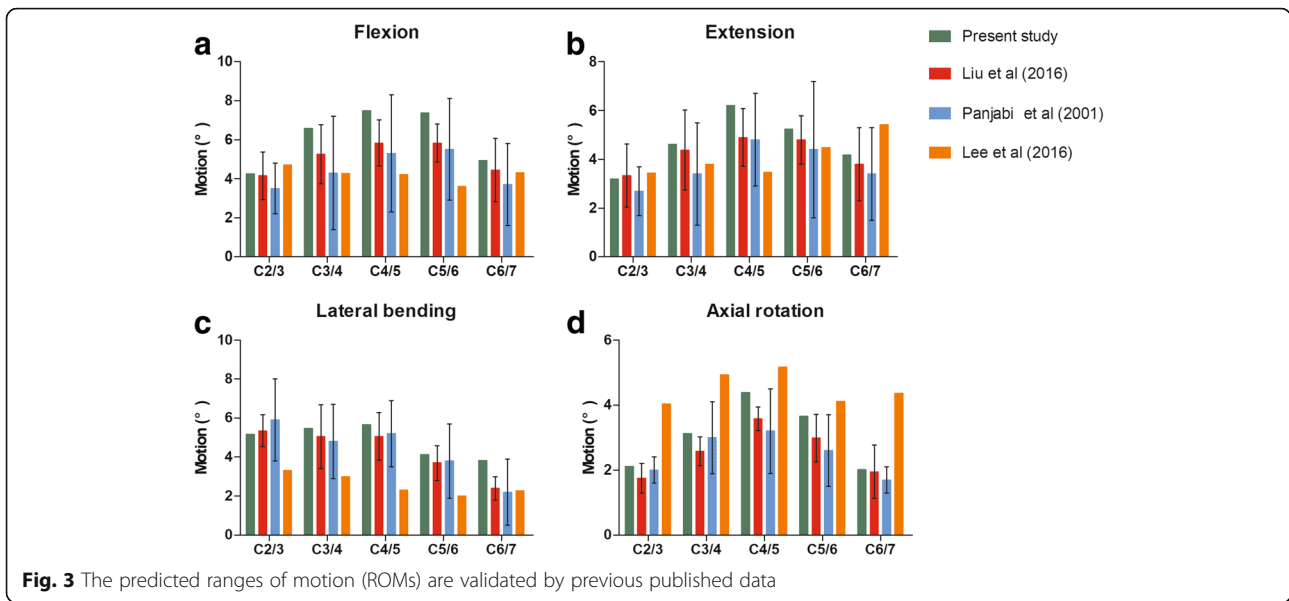 a
Flexion
Motion (°)
10
8
6
4
2
0
C2/3 C3/4 C4/5 C5/6 C6/7
b
Extension
Motion (°)
8
6
4
2
0
C2/3 C3/4 C4/5 C5/6 C6/7
Present study
Liu et al (2016)
Panjabi et al (2001)
Lee et al (2016)
c
Lateral bending
Motion (°)
10
8
6
4
2
0
C2/3 C3/4 C4/5 C5/6 C6/7
d
Axial rotation
Motion (°)
6
4
2
0
C2/3 C3/4 C4/5 C5/6 C6/7
Fig. 3 The predicted ranges of motion (ROMs) are validated by previous published data